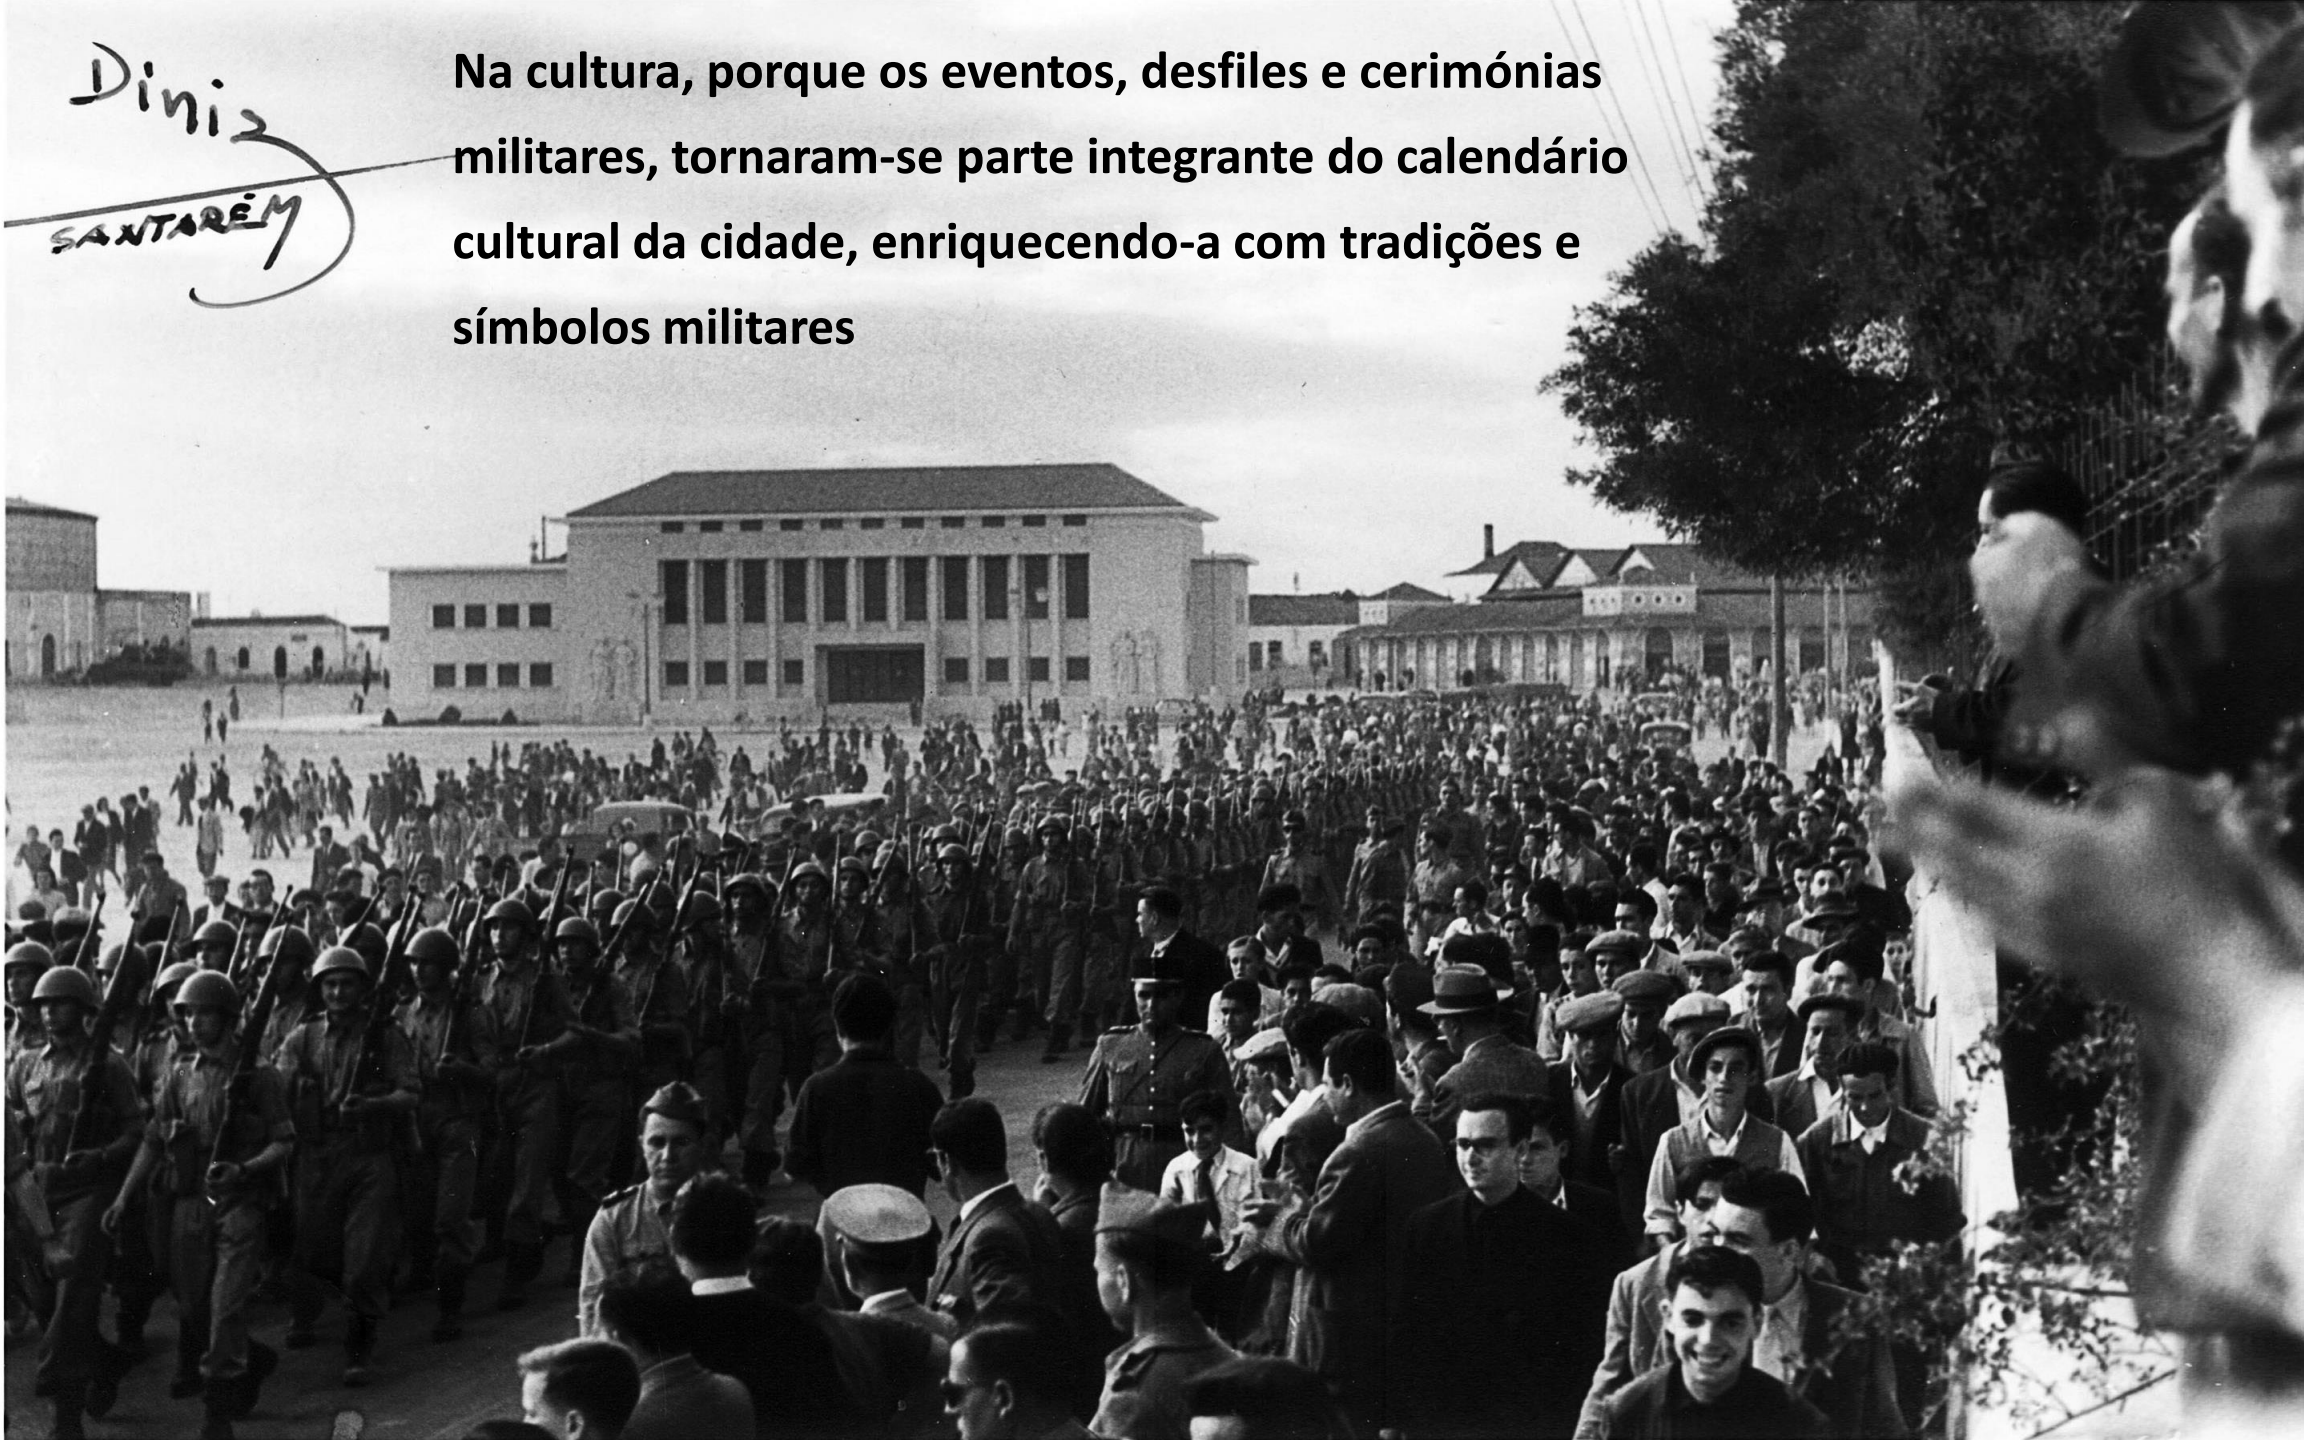 Diniz
SANTARÉM
Na cultura, porque os eventos, desfiles e cerimónias
militares, tornaram-se parte integrante do calendário
cultural da cidade, enriquecendo-a com tradições e
símbolos militares